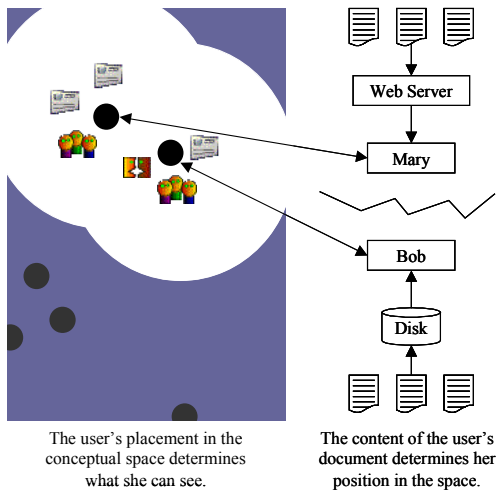 Web Server
Mary
Bob
Disk
The user’s placement in the
conceptual space determines
what she can see.
The content of the user’s
document determines her
position in the space.